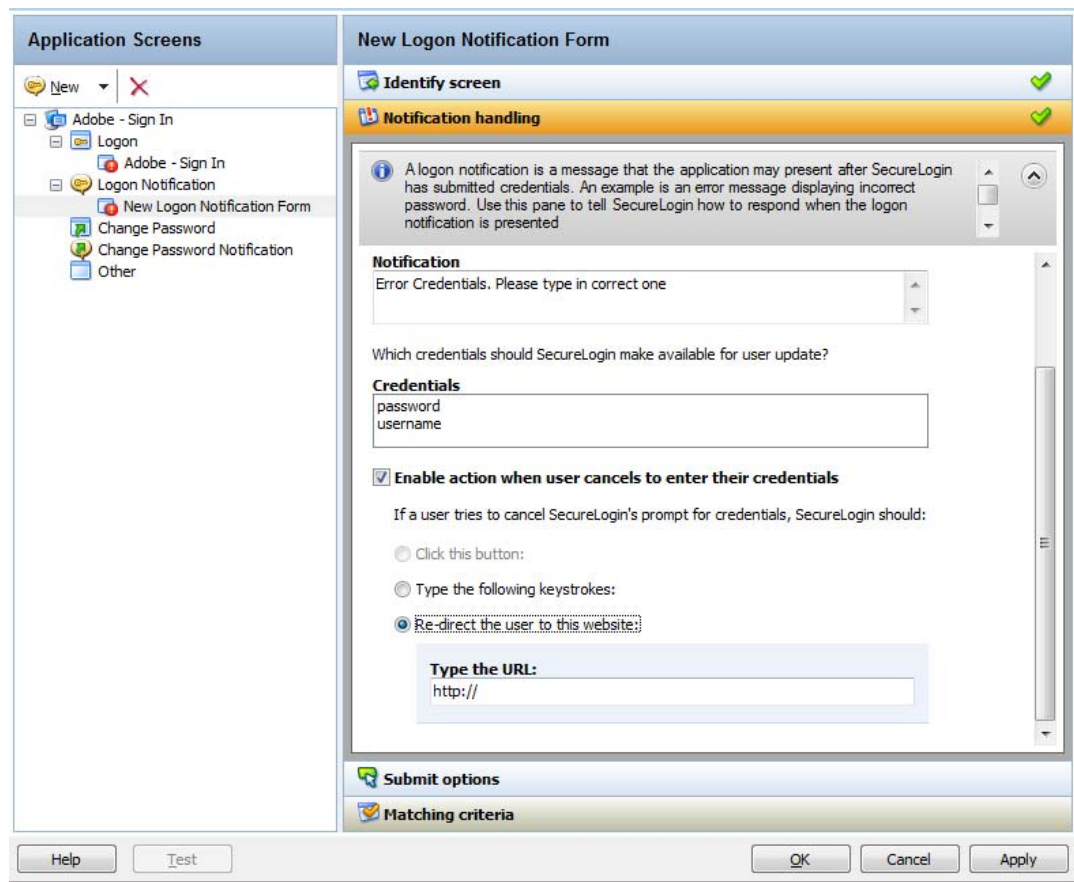 Application Screens
New
Adobe - Sign In
Logon
Adobe - Sign In
Logon Notification
New Logon Notification Form
Change Password
Change Password Notification
Other
New Logon Notification Form
Identify screen
Notification handling
A logon notification is a message that the application may present after SecureLogin
has submitted credentials. An example is an error message displaying incorrect
password. Use this pane to tell SecureLogin how to respond when the logon
notification is presented
Notification
Error Credentials. Please type in correct one
Which credentials should SecureLogin make available for user update?
Credentials
password
username
Enable action when user cancels to enter their credentials
If a user tries to cancel SecureLogin's prompt for credentials, SecureLogin should:
Click this button:
Type the following keystrokes:
Re-direct the user to this website:
Type the URL:
http://
Submit options
Matching criteria
Help
Test
OK
Cancel
Apply